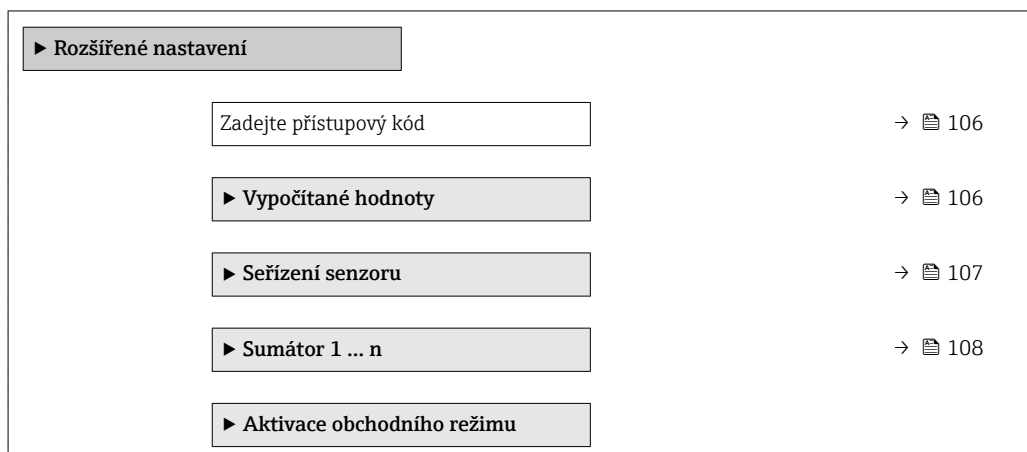 ▶ Rozšířené nastavení
Zadejte přístupový kód → 106
▶ Vypočítané hodnoty → 106
▶ Seřízení senzoru → 107
▶ Sumátor 1 ... n → 108
▶ Aktivace obchodního režimu